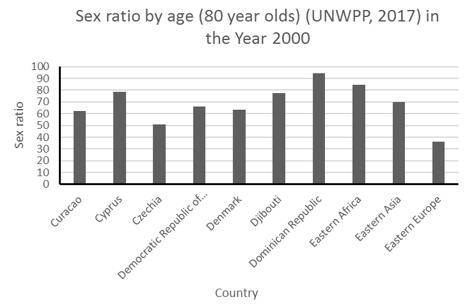 Sex ratio by age (80 year olds) (UNWPP, 2017) in
the Year 2000
100
90
80
70
60
50
40
30
20
10
0
Sex ratio
Curacao
Cyprus
Czechia
Democratic Republic of...
Denmark
Djibouti
Dominican Republic
Eastern Africa
Eastern Asia
Eastern Europe
Country